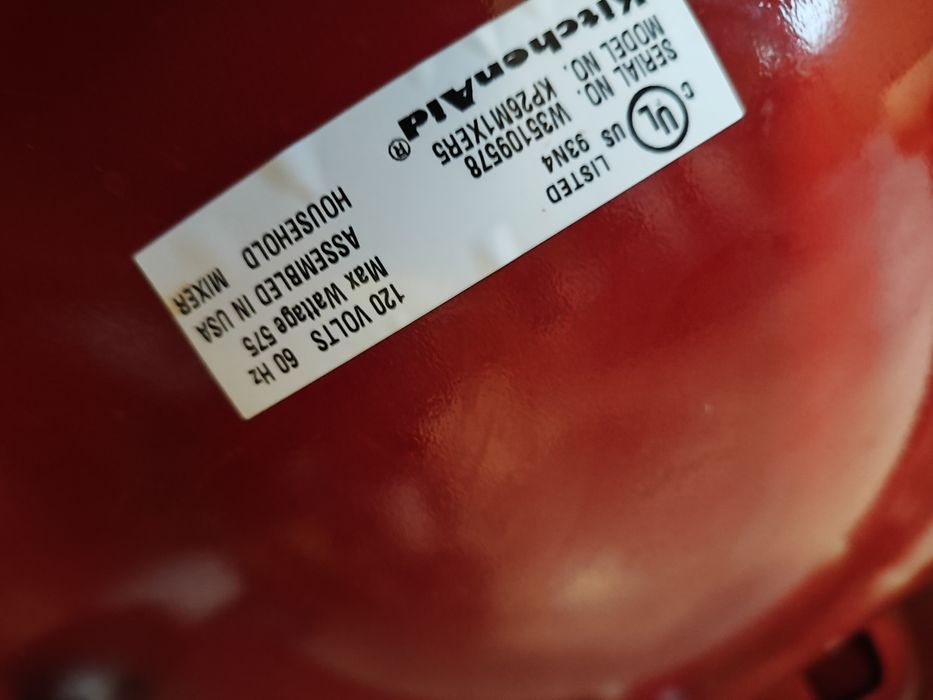 KitchenAid®
MODEL NO. KP26M1XER5
SERIAL NO. W35109578
C UL US LISTED 93N4
HOUSEHOLD MIXER
ASSEMBLED IN USA
Max Wattage 575
120 VOLTS 60 Hz